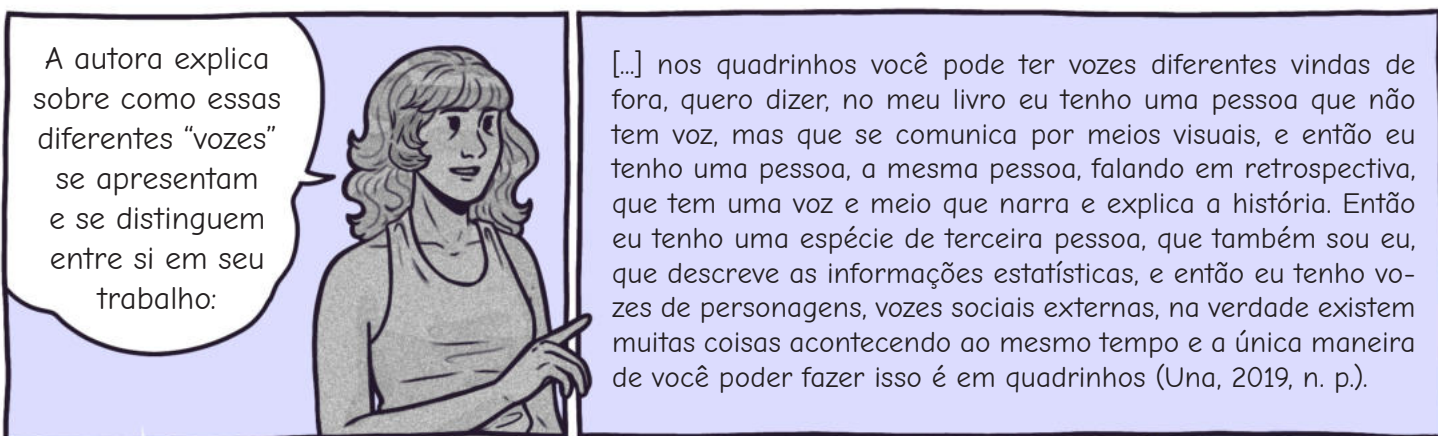 A autora explica
sobre como essas
diferentes “vozes”
se apresentam
e se distinguem
entre si em seu
trabalho:
[...] nos quadrinhos você pode ter vozes diferentes vindas de
fora, quero dizer, no meu livro eu tenho uma pessoa que não
tem voz, mas que se comunica por meios visuais, e então eu
tenho uma pessoa, a mesma pessoa, falando em retrospectiva,
que tem uma voz e meio que narra e explica a história. Então
eu tenho uma espécie de terceira pessoa, que também sou eu,
que descreve as informações estatísticas, e então eu tenho vo-
zes de personagens, vozes sociais externas, na verdade existem
muitas coisas acontecendo ao mesmo tempo e a única maneira
de você poder fazer isso é em quadrinhos (Una, 2019, n. p.).